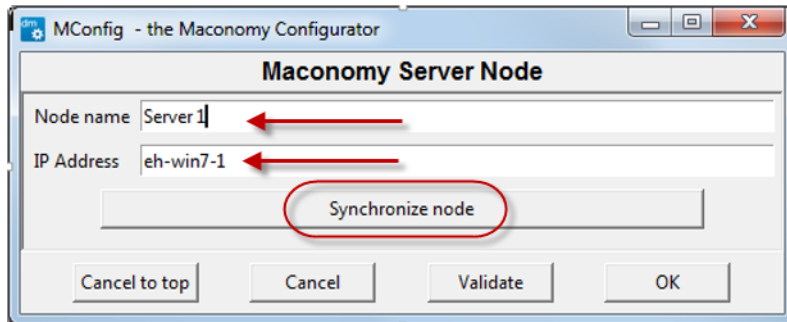 dm
MConfig - the Maconomy Configurator
Maconomy Server Node
Node name Server 1
IP Address eh-win7-1
Synchronize node
Cancel to top Cancel Validate OK